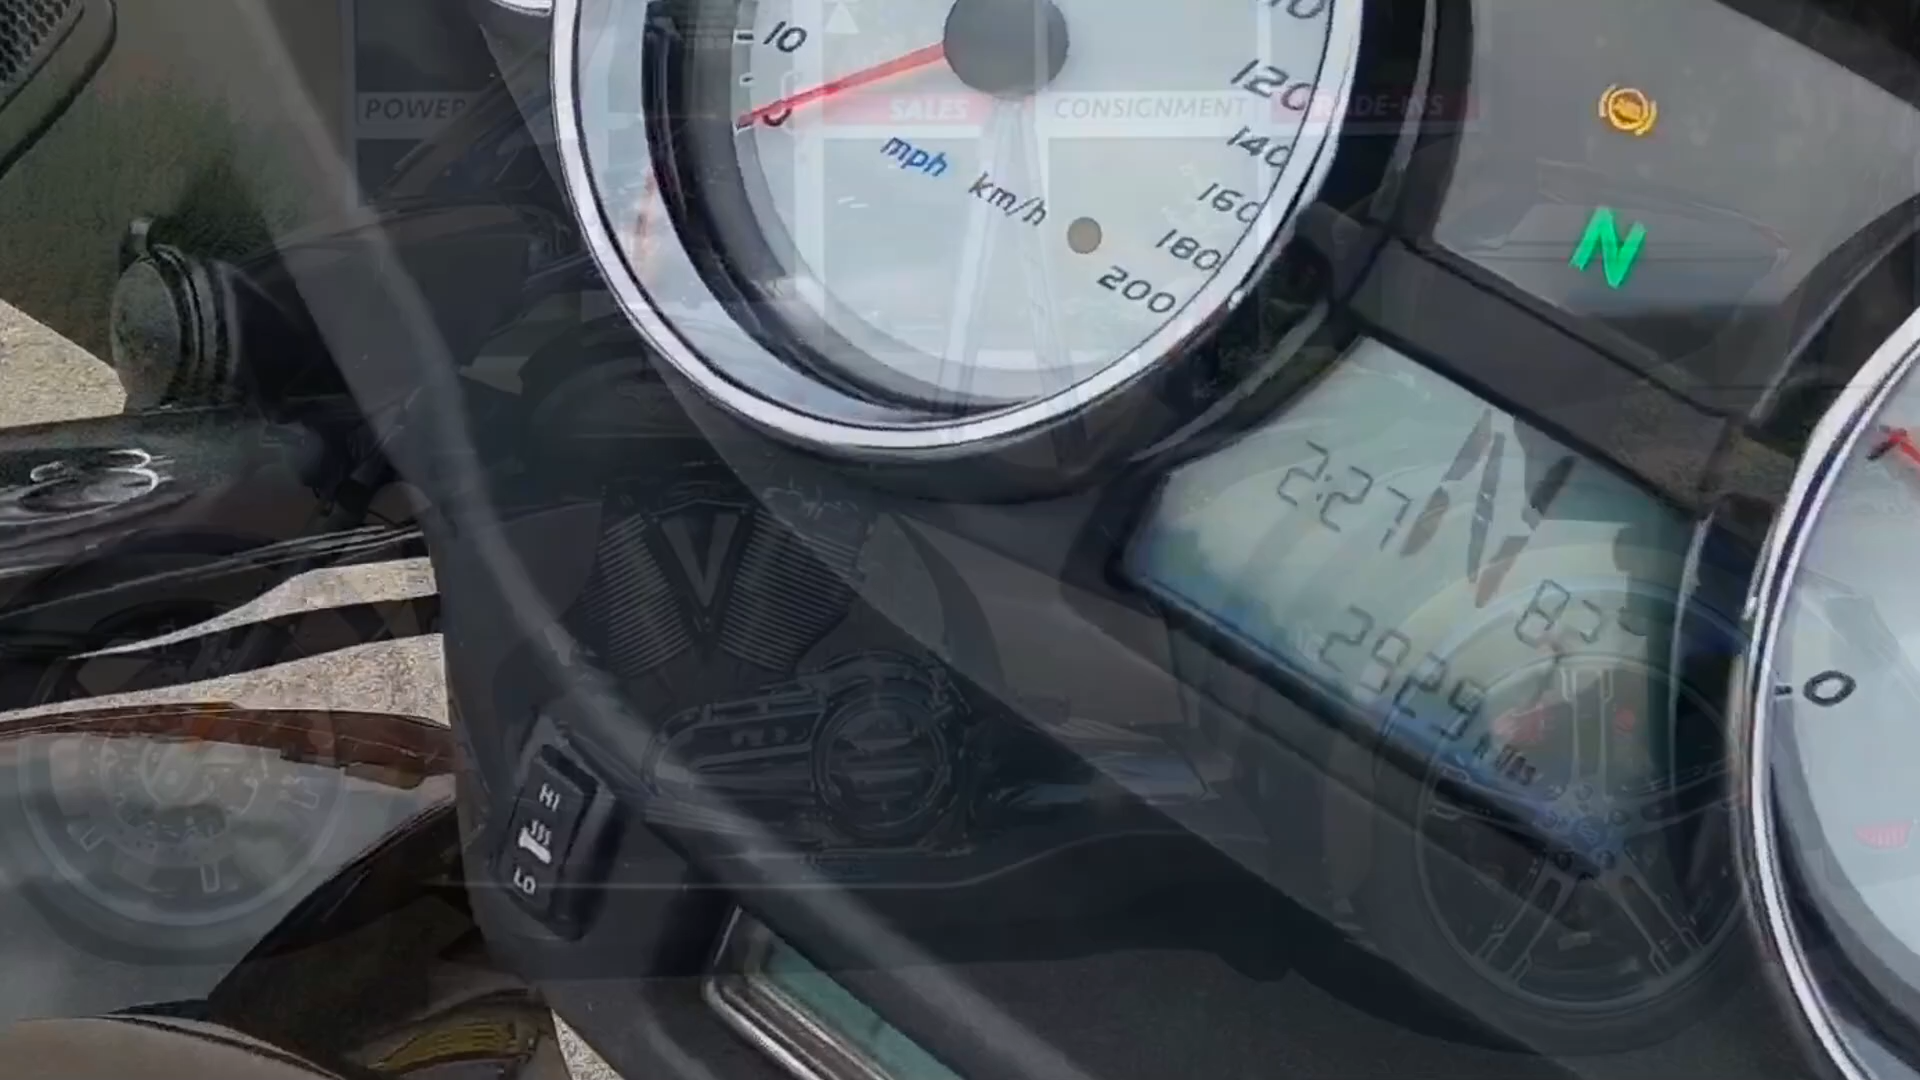 10
0
POWER
SALES
CONSIGNMENT
TRADE-INS
mph
km/h
120
140
160
180
200
N
2:27
N
2929
0
HI
LO